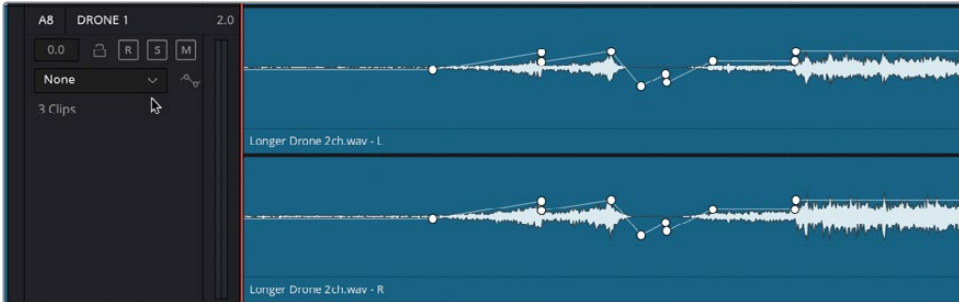 A8 DRONE 1 2.0
0.0 R S M
None
3 Clips
Longer Drone 2ch.wav - L
Longer Drone 2ch.wav - R